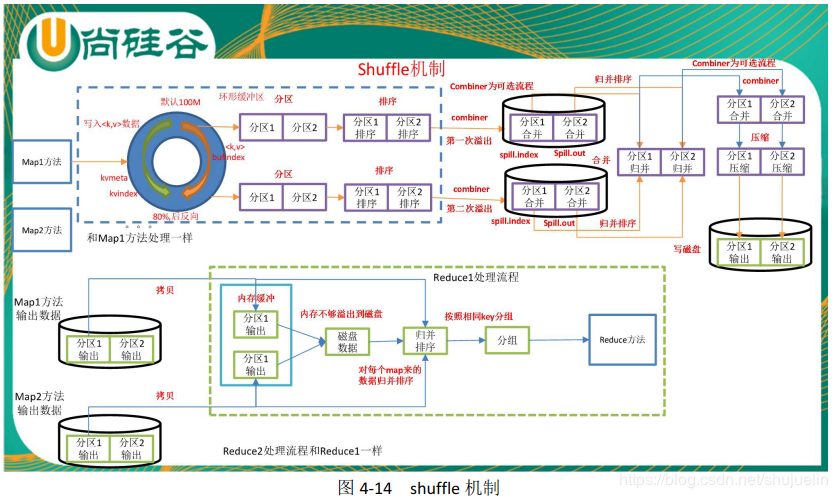 尚硅谷
Shuffle机制
默认100M
环形缓冲区
分区
排序
Combiner为可选流程
归并排序
Combiner为可选流程
combiner
写入<k,v>数据
<k,v>
bufindex
kvmeta
kvindex
80%,后反向
Map1方法
Map2方法
分区1
分区2
分区1
排序
分区2
排序
combiner
第一次溢出
分区1
合并
分区2
合并
spill.index
Spill.out
分区
排序
分区1
分区2
分区1
排序
分区2
排序
combiner
第二次溢出
分区1
合并
分区2
合并
spill.index
Spill.out
合并
分区1
归并
分区2
归并
归并排序
分区1
合并
分区2
合并
压缩
分区1
压缩
分区2
压缩
写磁盘
分区1
输出
分区2
输出
。 。 。
和Map1方法处理一样
Reduce1处理流程
Map1方法
输出数据
拷贝
分区1
输出
分区2
输出
内存缓冲
分区1
输出
分区1
输出
内存不够溢出到磁盘
磁盘
数据
归并
排序
对每个map来的
数据归并排序
按照相同key分组
分组
Reduce方法
Map2方法
输出数据
拷贝
分区1
输出
分区2
输出
Reduce2处理流程和Reduce1一样
https://blog.csdn.net/shujuelin
图 4-14 shuffle 机制